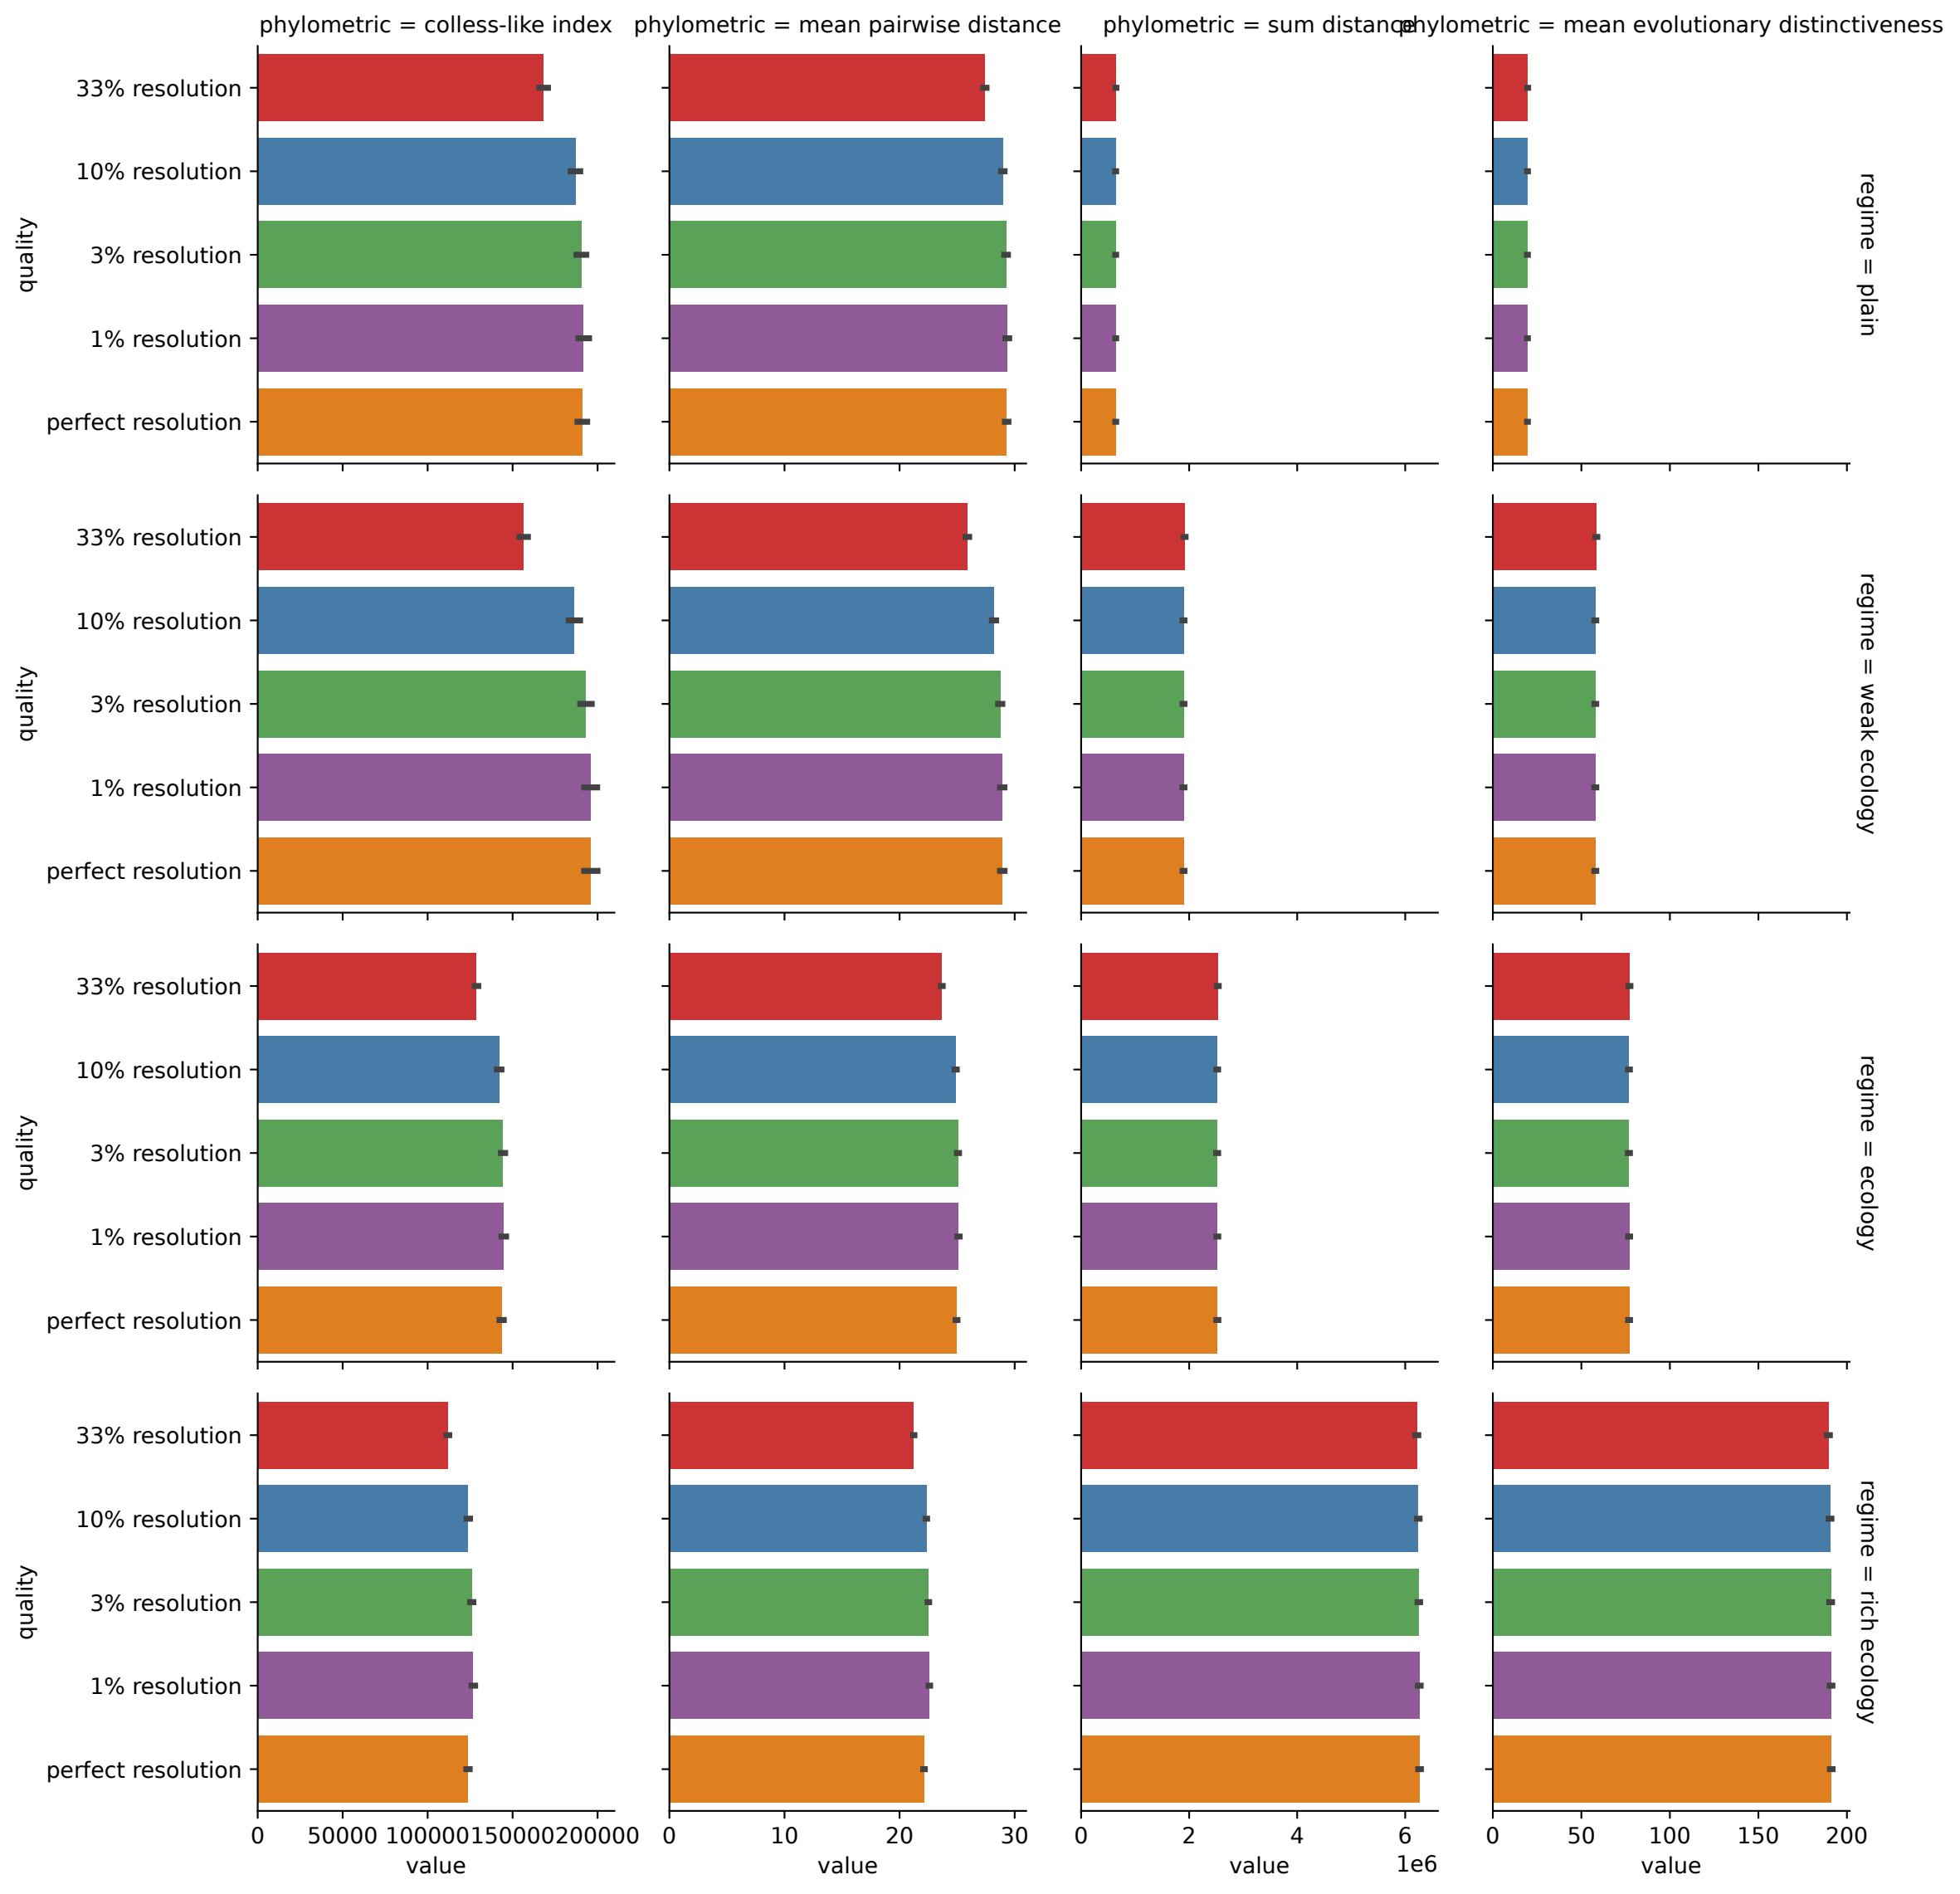 phylometric = colless-like index
phylometric = mean pairwise distance
phylometric = sum distance
phylometric = mean evolutionary distinctiveness
quality
33% resolution
10% resolution
3% resolution
1% resolution
perfect resolution
regime = plain
quality
33% resolution
10% resolution
3% resolution
1% resolution
perfect resolution
regime = weak ecology
quality
33% resolution
10% resolution
3% resolution
1% resolution
perfect resolution
regime = ecology
quality
33% resolution
10% resolution
3% resolution
1% resolution
perfect resolution
regime = rich ecology
0 50000 100000 150000 200000
value
0 10 20 30
value
0 2 4 6
1e6
value
0 50 100 150 200
value